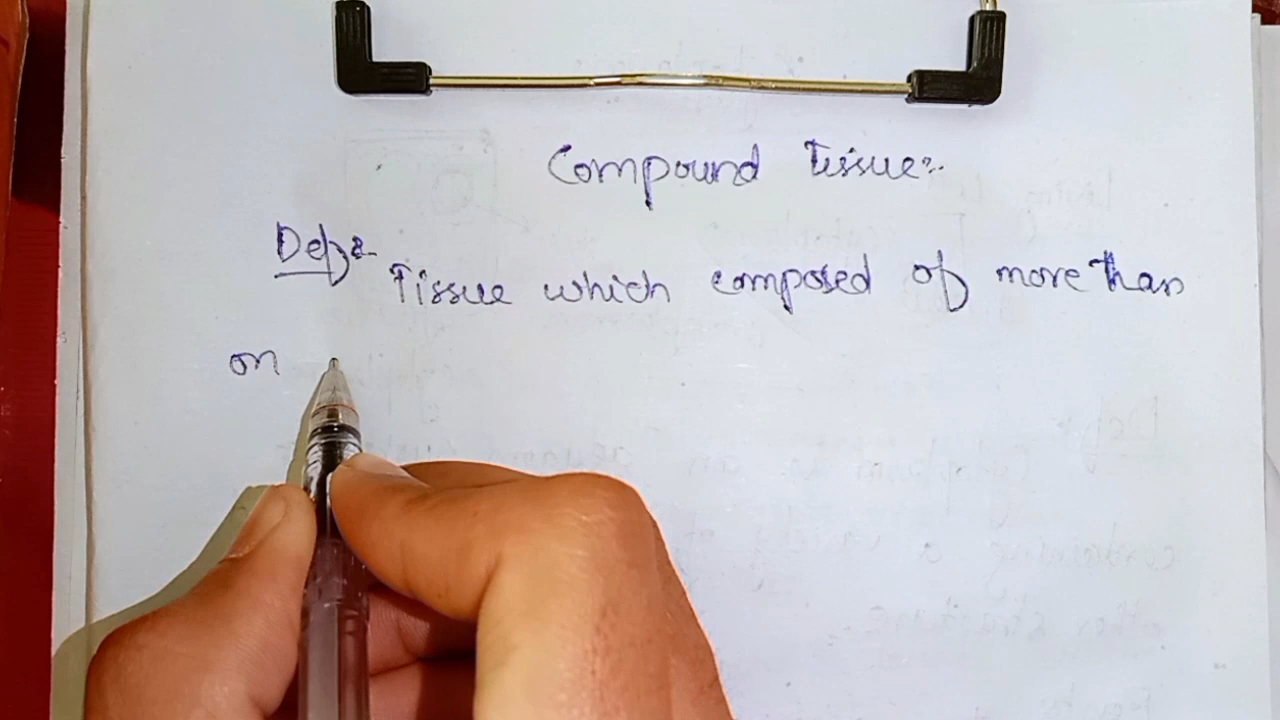 Compound Tissue:-
Def:- Tissue which composed of more than
on